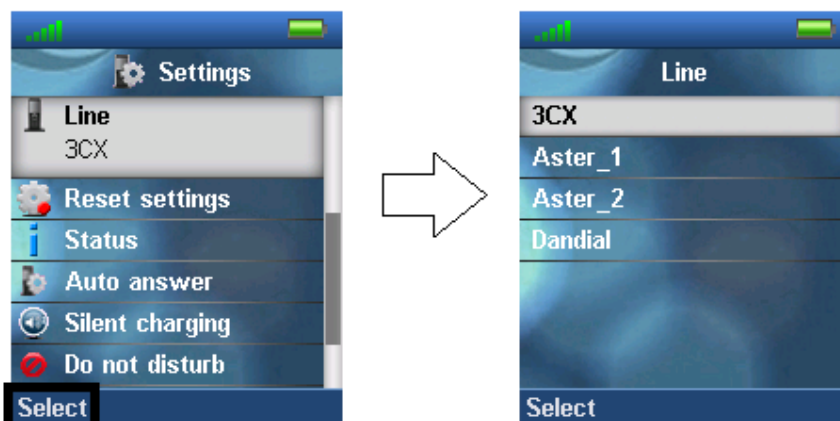 Settings
Line
3CX
Reset settings
Status
Auto answer
Silent charging
Do not disturb
Select
Line
3CX
Aster_1
Aster_2
Dandial
Select